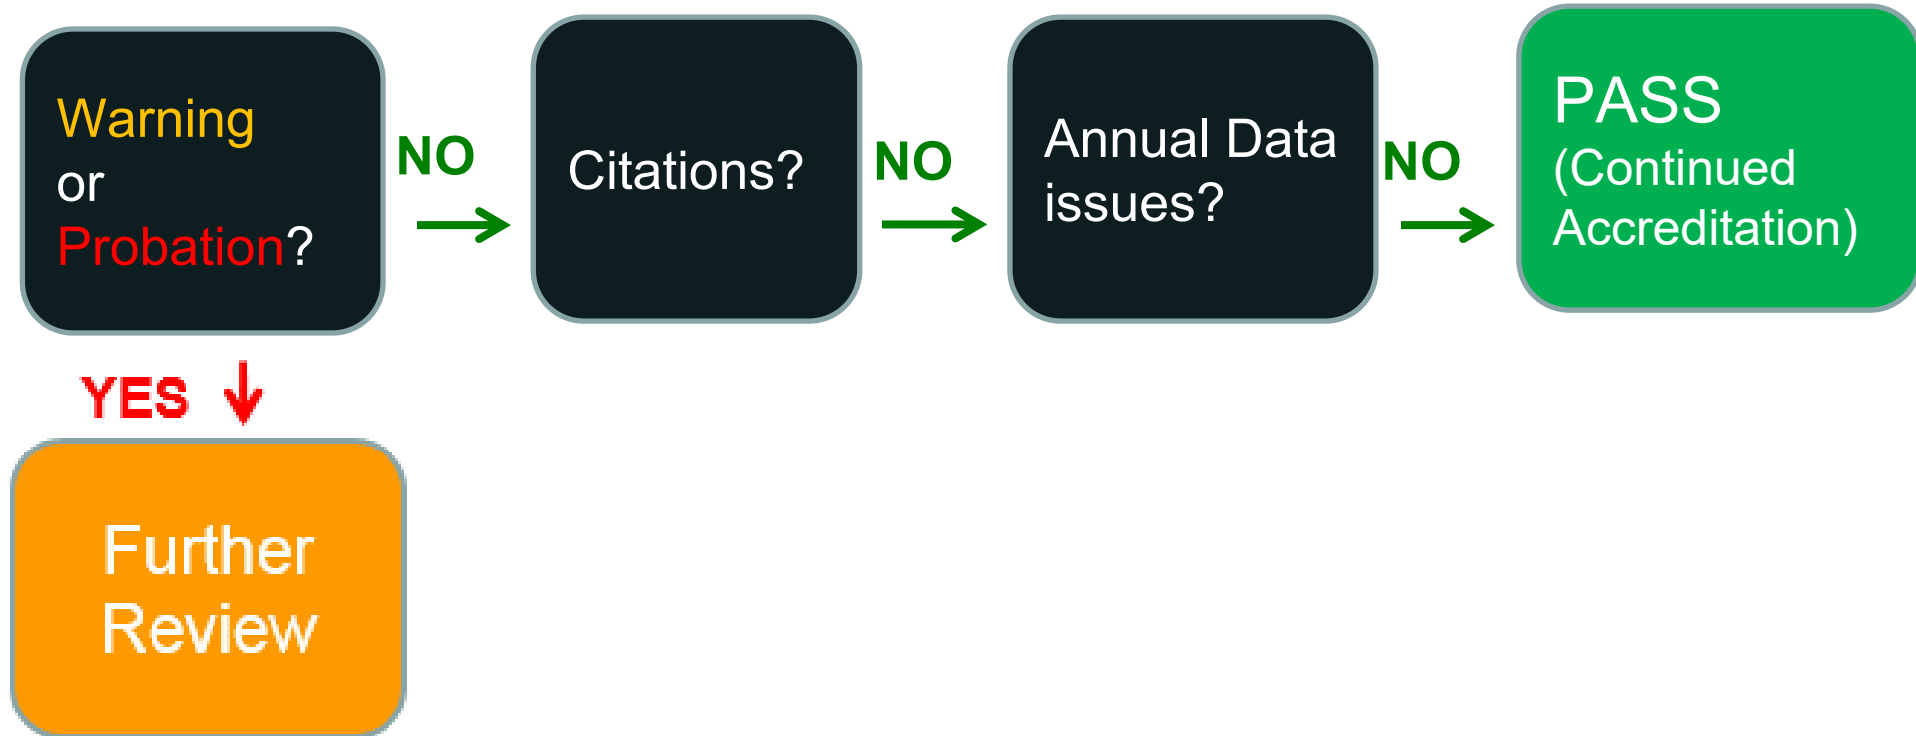 Warning
or
Probation?
NO
Citations?
NO
Annual Data
issues?
NO
PASS
(Continued
Accreditation)
YES
Further
Review